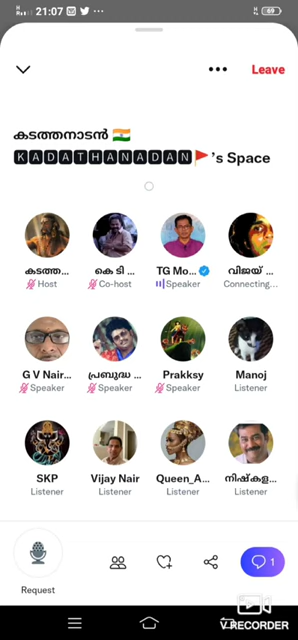 21:07
69
Leave
കടത്തനാടൻ
KADATHANADAN 's Space
കടത്ത... കെ ടി ... TG Mo... വിജയ് ...
Host Co-host Speaker Connecting...
G V Nair... പ്രബുദ്ധ ... Prakksy Manoj
Speaker Speaker Speaker Listener
SKP Vijay Nair Queen_A... നിഷ്കള...
Listener Listener Listener Listener
1
Request
V.RECORDER